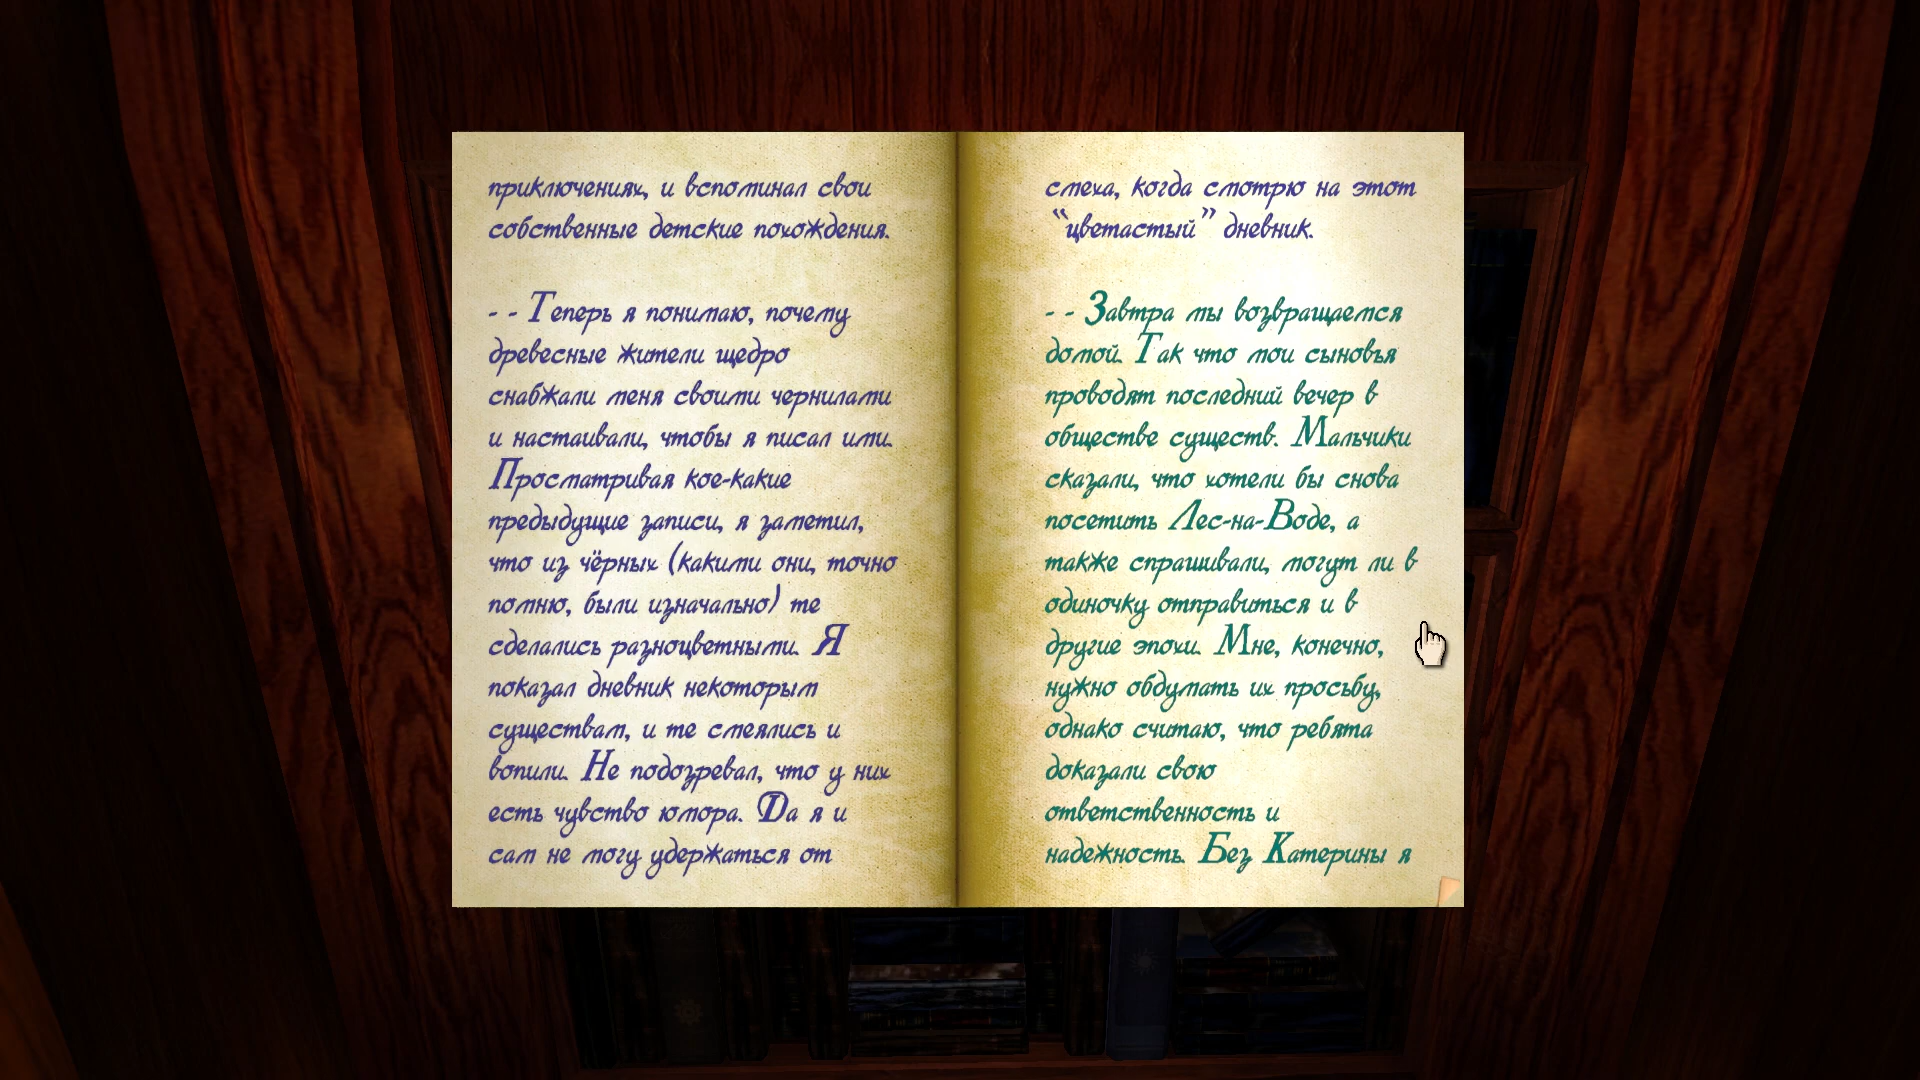 приключениях, и вспоминал свои
собственные детские похождения.
- - Теперь я понимаю, почему
древесные жители щедро
снабжали меня своими чернилами
и настаивали, чтобы я писал ими.
Просматривая кое-какие
предыдущие записи, я заметил,
что из чёрных (какими они, точно
помню, были изначально) те
сделались разноцветными. Я
показал дневник некоторым
существам, и те смеялись и
вопили. Не подозревал, что у них
есть чувство юмора. Да я и
сам не могу удержаться от
смеха, когда смотрю на этот
“цветастый” дневник.
- - Завтра мы возвращаемся
домой. Так что мои сыновья
проводят последний вечер в
обществе существ. Мальчики
сказали, что хотели бы снова
посетить Лес-на-Воде, а
также спрашивали, могут ли в
одиночку отправиться и в
другие эпохи. Мне, конечно,
нужно обдумать их просьбу,
однако считаю, что ребята
доказали свою
ответственность и
надежность. Без Катерины я